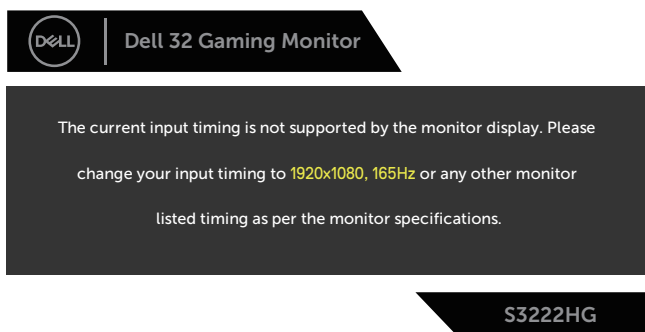 DELL
Dell 32 Gaming Monitor
The current input timing is not supported by the monitor display. Please
change your input timing to 1920x1080, 165Hz or any other monitor
listed timing as per the monitor specifications.
S3222HG